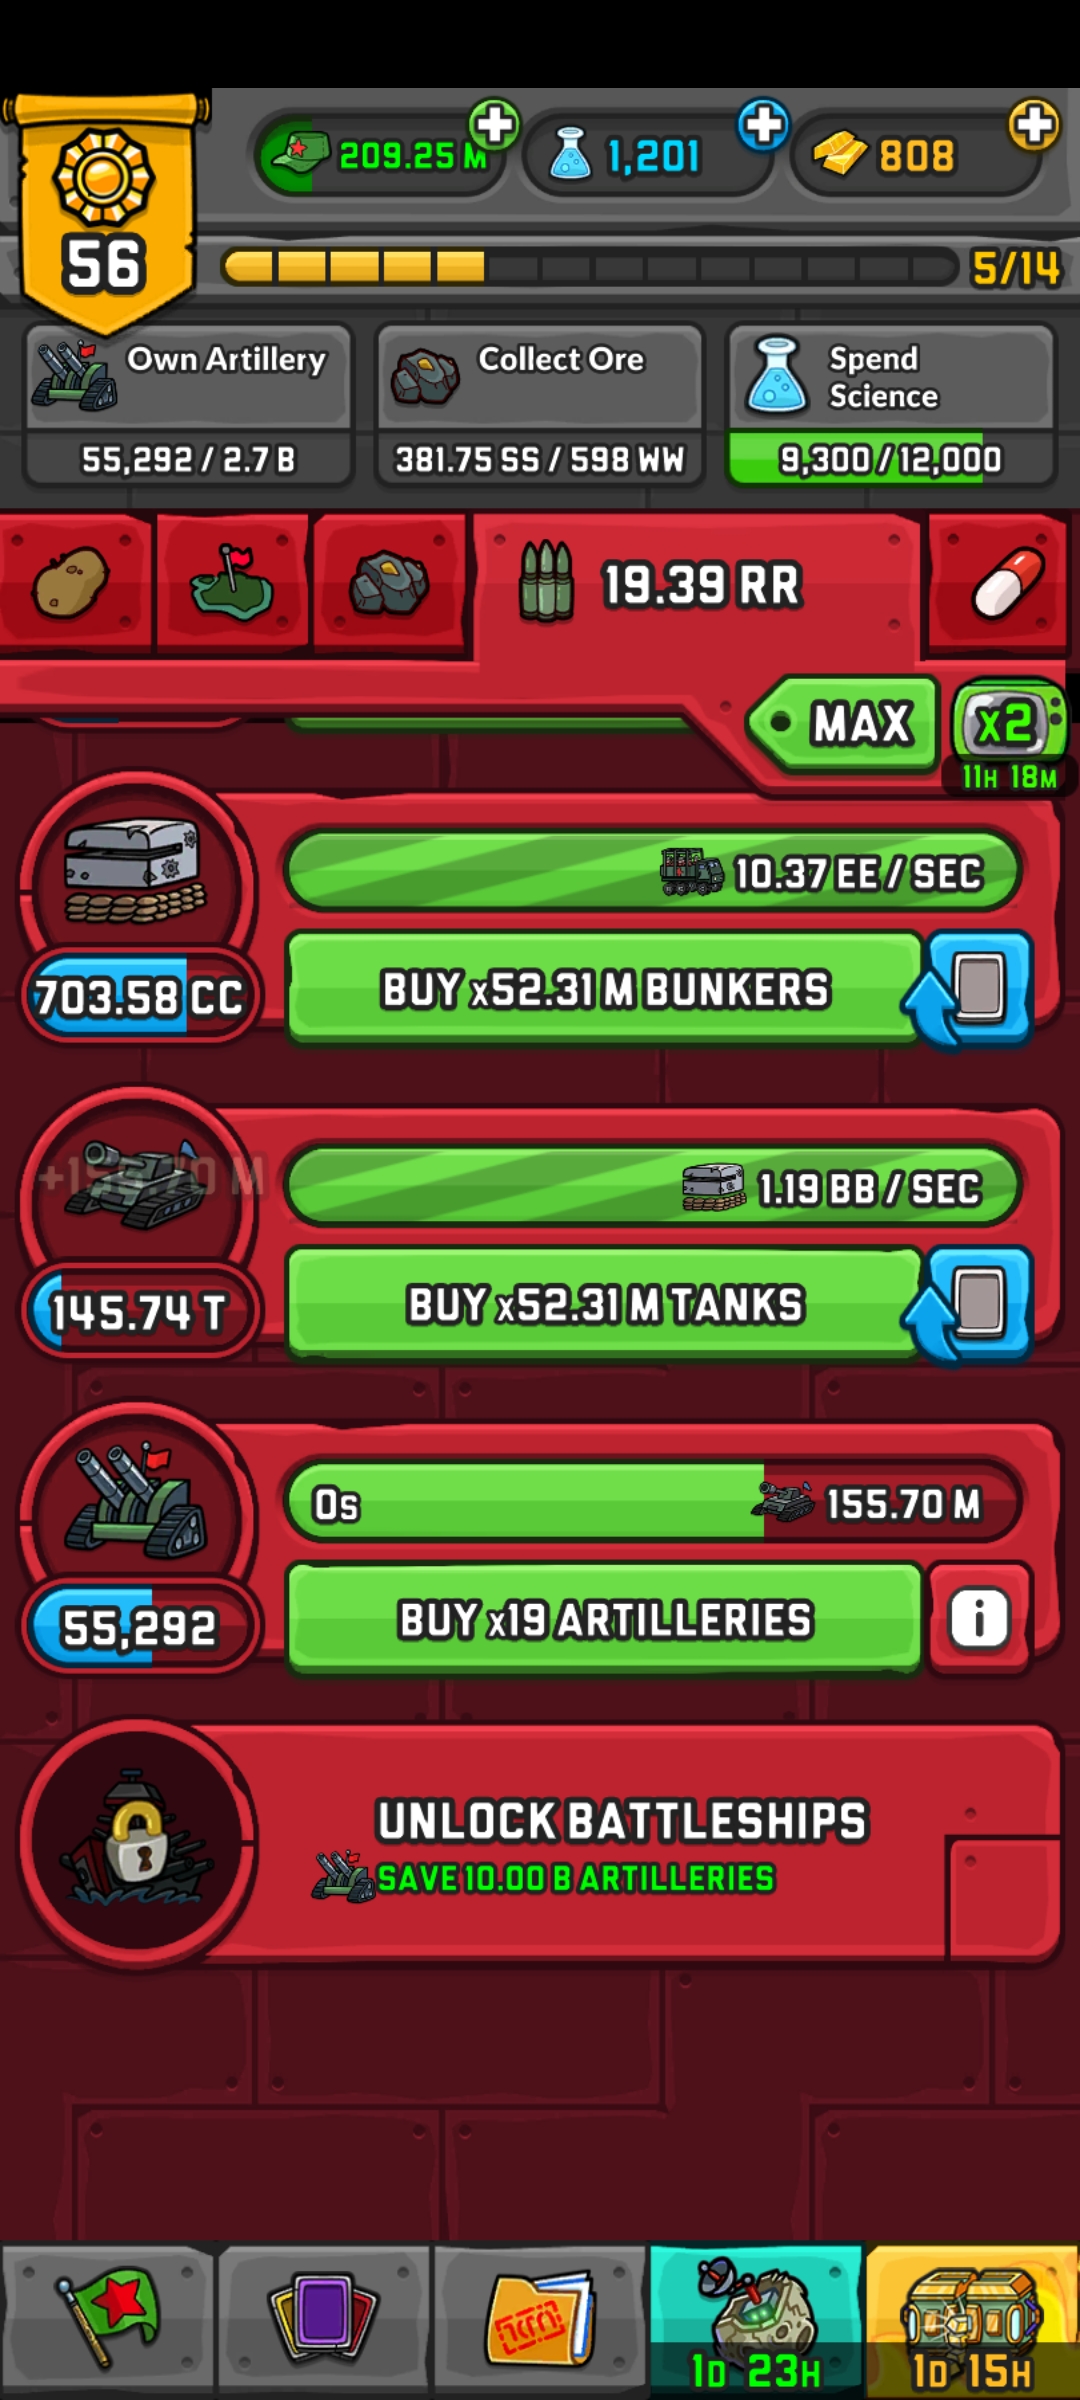 209.25 M
1,201
808
56
5/14
Own Artillery
55,292 / 2.7 B
Collect Ore
381.75 SS / 598 WW
Spend
Science
9,300 / 12,000
19.39 RR
MAX
x2
11H 18M
10.37 EE / SEC
703.58 CC
BUY x52.31 M BUNKERS
1.19 BB / SEC
145.74 T
BUY x52.31 M TANKS
0s
155.70 M
55,292
BUY x19 ARTILLERIES
i
UNLOCK BATTLESHIPS
SAVE 10.00 B ARTILLERIES
1D 23H
1D 15H